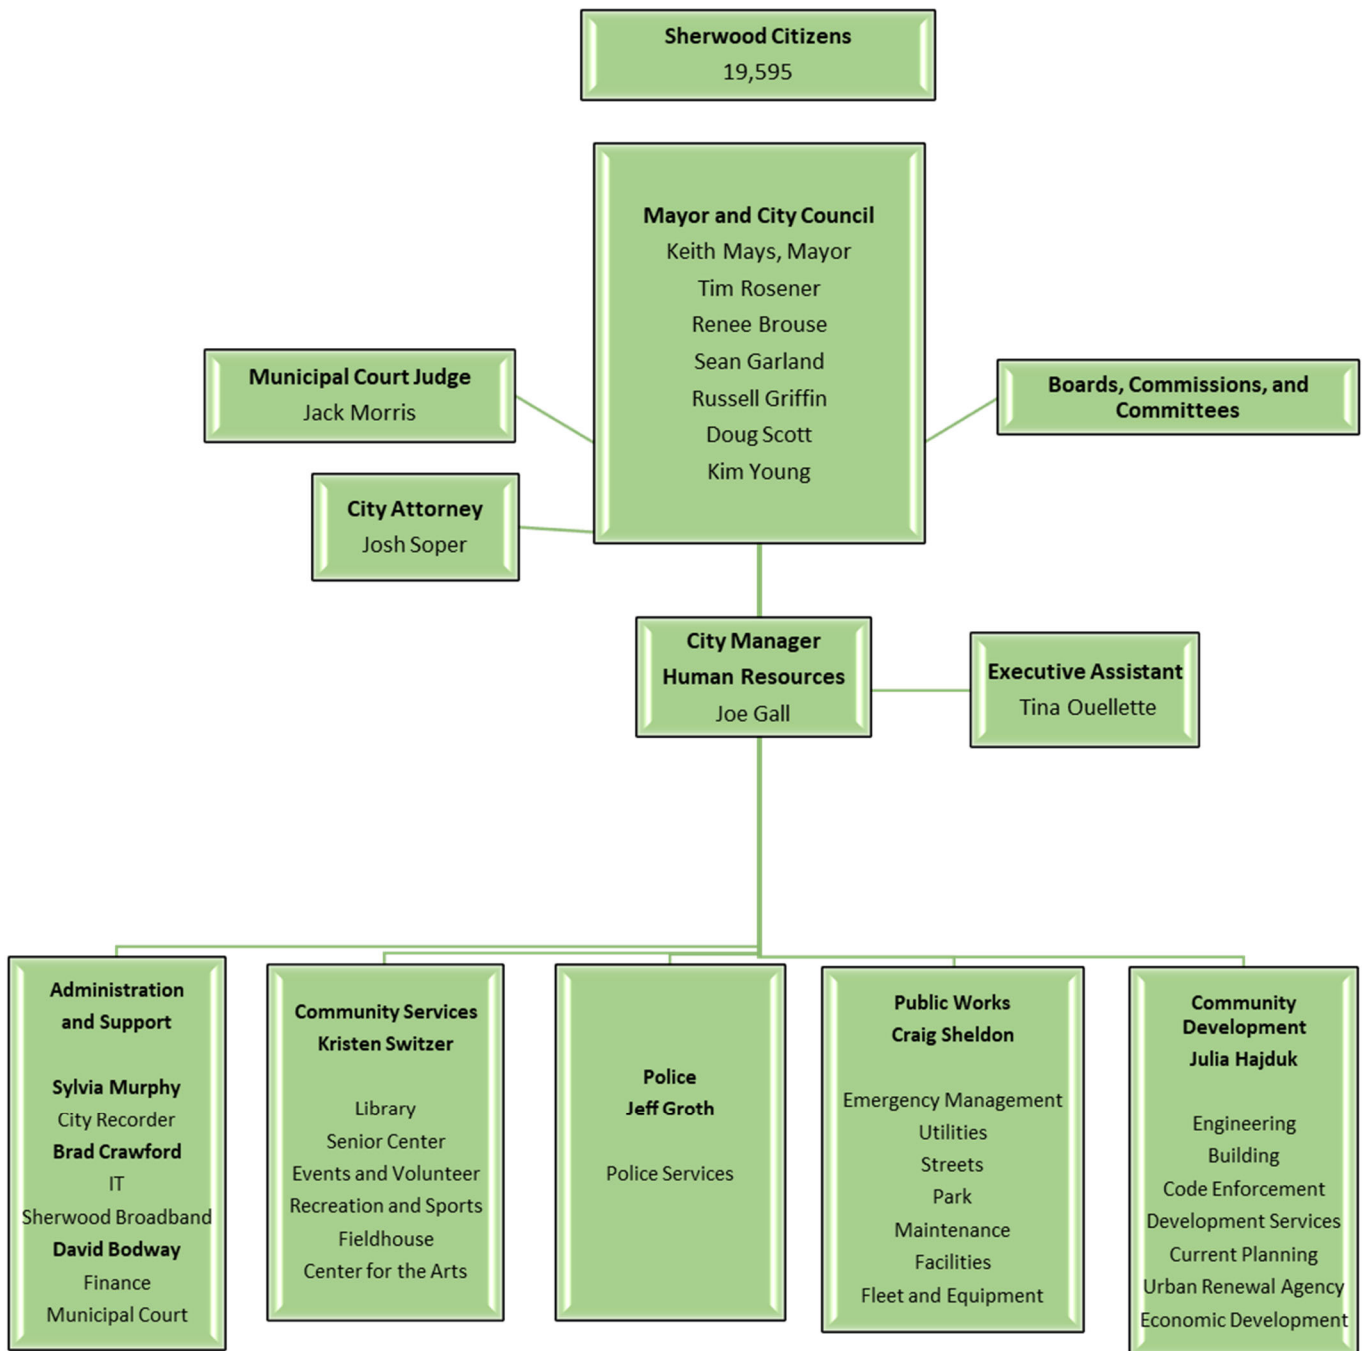 Sherwood Citizens
19,595
Mayor and City Council
Keith Mays, Mayor
Tim Rosener
Renee Brouse
Sean Garland
Russell Griffin
Doug Scott
Kim Young
Municipal Court Judge
Jack Morris
Boards, Commissions, and
Committees
City Attorney
Josh Soper
City Manager
Human Resources
Joe Gall
Executive Assistant
Tina Ouellette
Administration
and Support
Sylvia Murphy
City Recorder
Brad Crawford
IT
Sherwood Broadband
David Bodway
Finance
Municipal Court
Community Services
Kristen Switzer
Library
Senior Center
Events and Volunteer
Recreation and Sports
Fieldhouse
Center for the Arts
Police
Jeff Groth
Police Services
Public Works
Craig Sheldon
Emergency Management
Utilities
Streets
Park
Maintenance
Facilities
Fleet and Equipment
Community
Development
Julia Hajduk
Engineering
Building
Code Enforcement
Development Services
Current Planning
Urban Renewal Agency
Economic Development